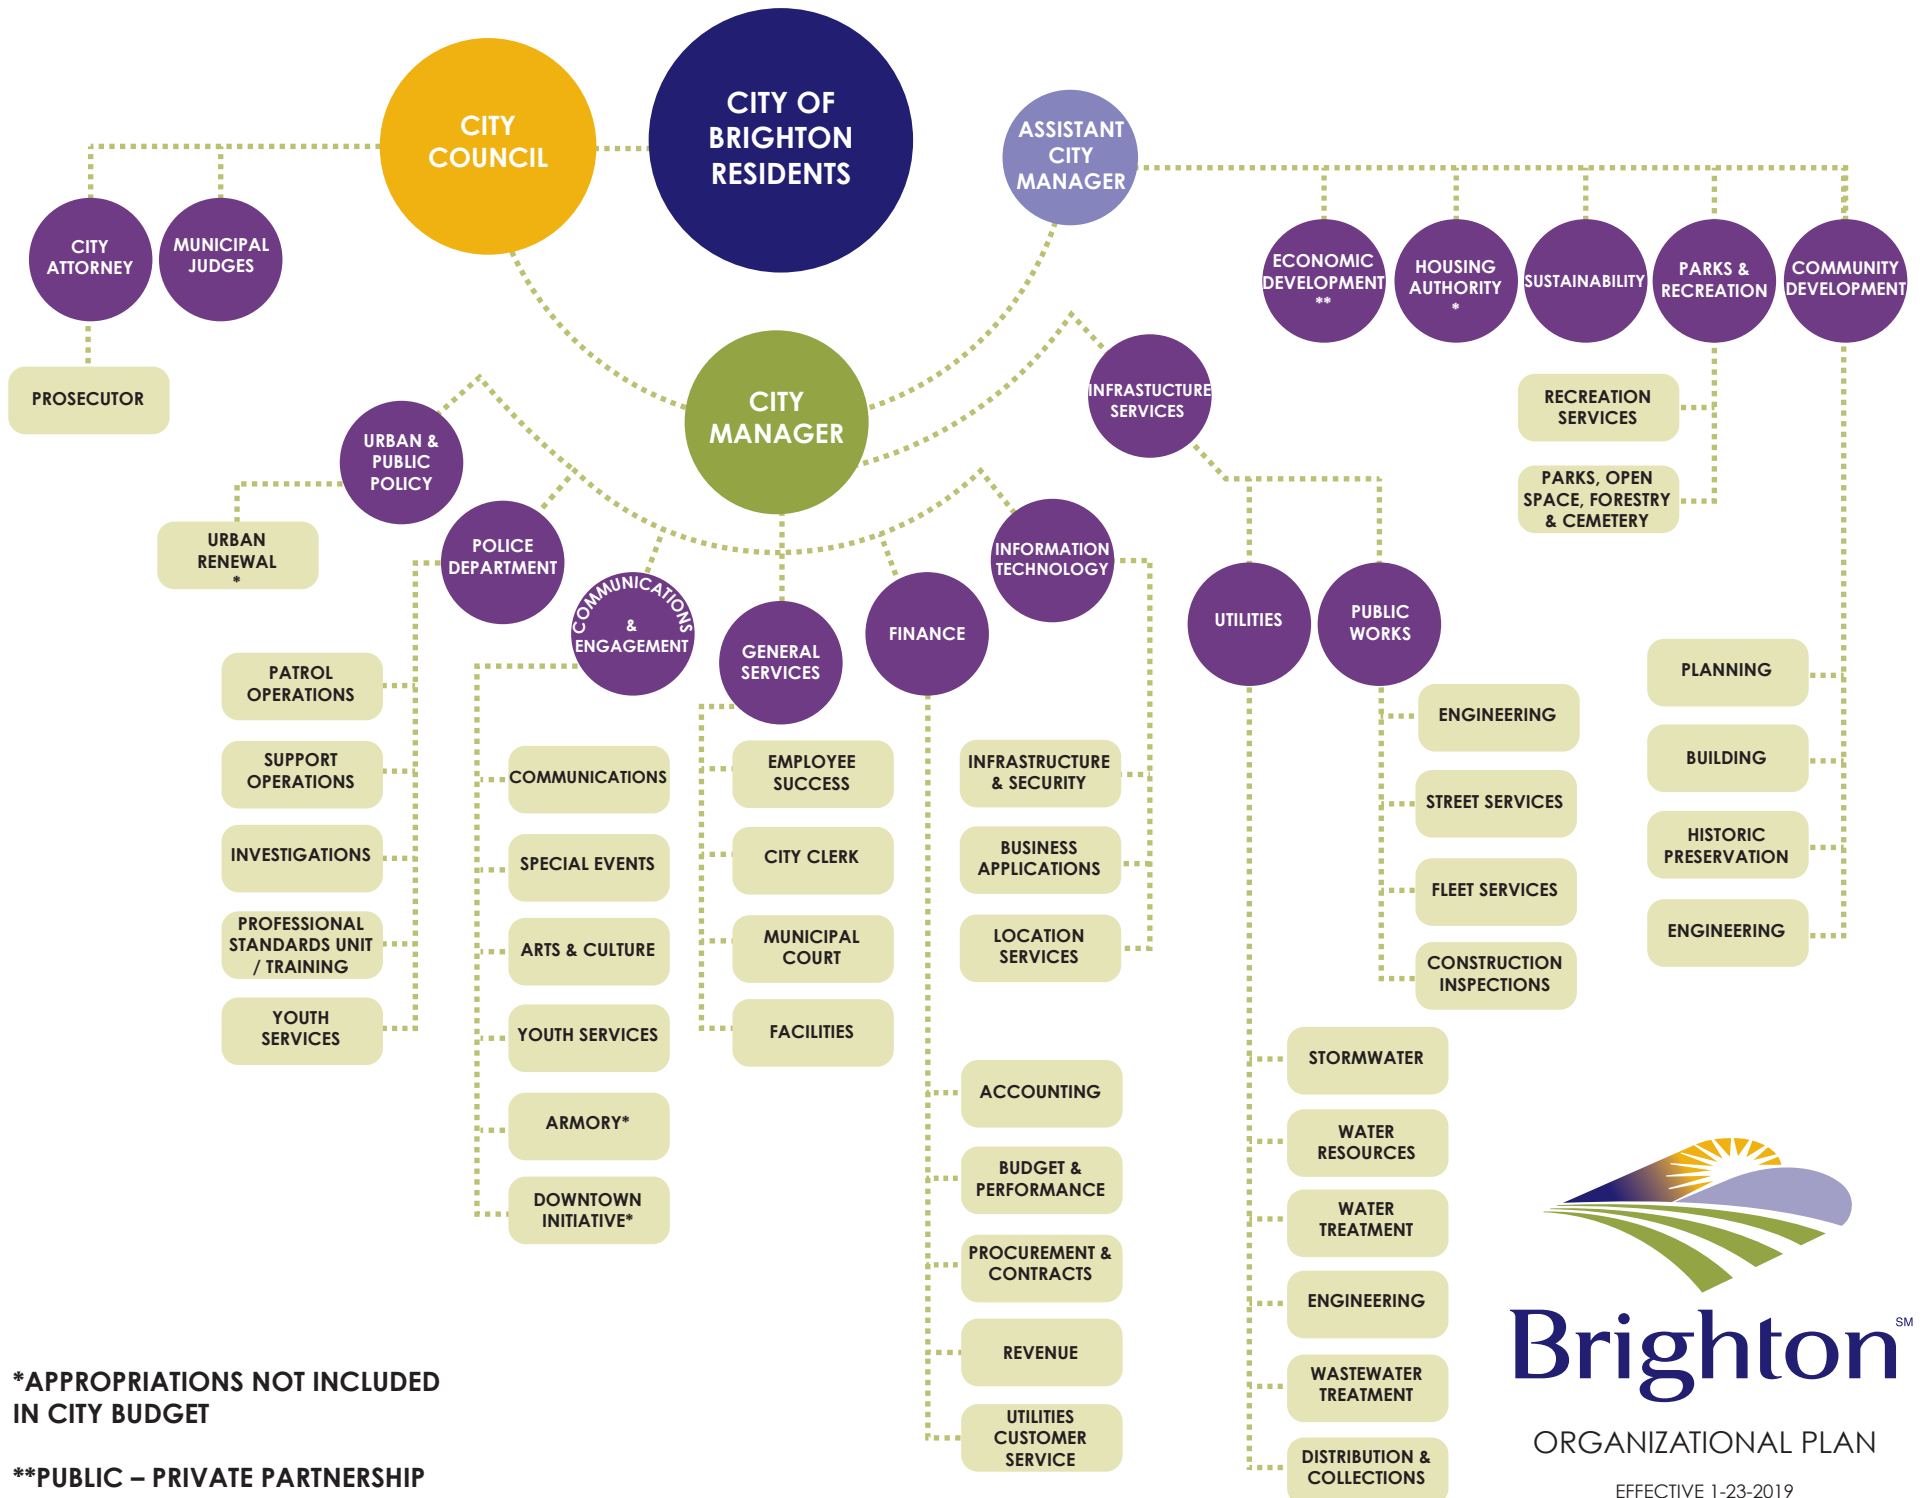 CITY OF
BRIGHTON
RESIDENTS
CITY
COUNCIL
ASSISTANT
CITY
MANAGER
CITY
ATTORNEY
MUNICIPAL
JUDGES
PROSECUTOR
CITY
MANAGER
ECONOMIC
DEVELOPMENT
**
HOUSING
AUTHORITY
*
SUSTAINABILITY
PARKS &
RECREATION
COMMUNITY
DEVELOPMENT
RECREATION
SERVICES
PARKS, OPEN
SPACE, FORESTRY
& CEMETERY
PLANNING
BUILDING
HISTORIC
PRESERVATION
ENGINEERING
URBAN &
PUBLIC
POLICY
URBAN
RENEWAL
*
POLICE
DEPARTMENT
PATROL
OPERATIONS
SUPPORT
OPERATIONS
INVESTIGATIONS
PROFESSIONAL
STANDARDS UNIT
/ TRAINING
YOUTH
SERVICES
COMMUNICATIONS
&
ENGAGEMENT
COMMUNICATIONS
SPECIAL EVENTS
ARTS & CULTURE
YOUTH SERVICES
ARMORY*
DOWNTOWN
INITIATIVE*
GENERAL
SERVICES
EMPLOYEE
SUCCESS
CITY CLERK
MUNICIPAL
COURT
FACILITIES
FINANCE
ACCOUNTING
BUDGET &
PERFORMANCE
PROCUREMENT &
CONTRACTS
REVENUE
UTILITIES
CUSTOMER
SERVICE
INFORMATION
TECHNOLOGY
INFRASTRUCTURE
& SECURITY
BUSINESS
APPLICATIONS
LOCATION
SERVICES
INFRASTUCTURE
SERVICES
UTILITIES
STORMWATER
WATER
RESOURCES
WATER
TREATMENT
ENGINEERING
WASTEWATER
TREATMENT
DISTRIBUTION &
COLLECTIONS
PUBLIC
WORKS
ENGINEERING
STREET SERVICES
FLEET SERVICES
CONSTRUCTION
INSPECTIONS
*APPROPRIATIONS NOT INCLUDED
IN CITY BUDGET
**PUBLIC – PRIVATE PARTNERSHIP
Brighton SM
ORGANIZATIONAL PLAN
EFFECTIVE 1-23-2019